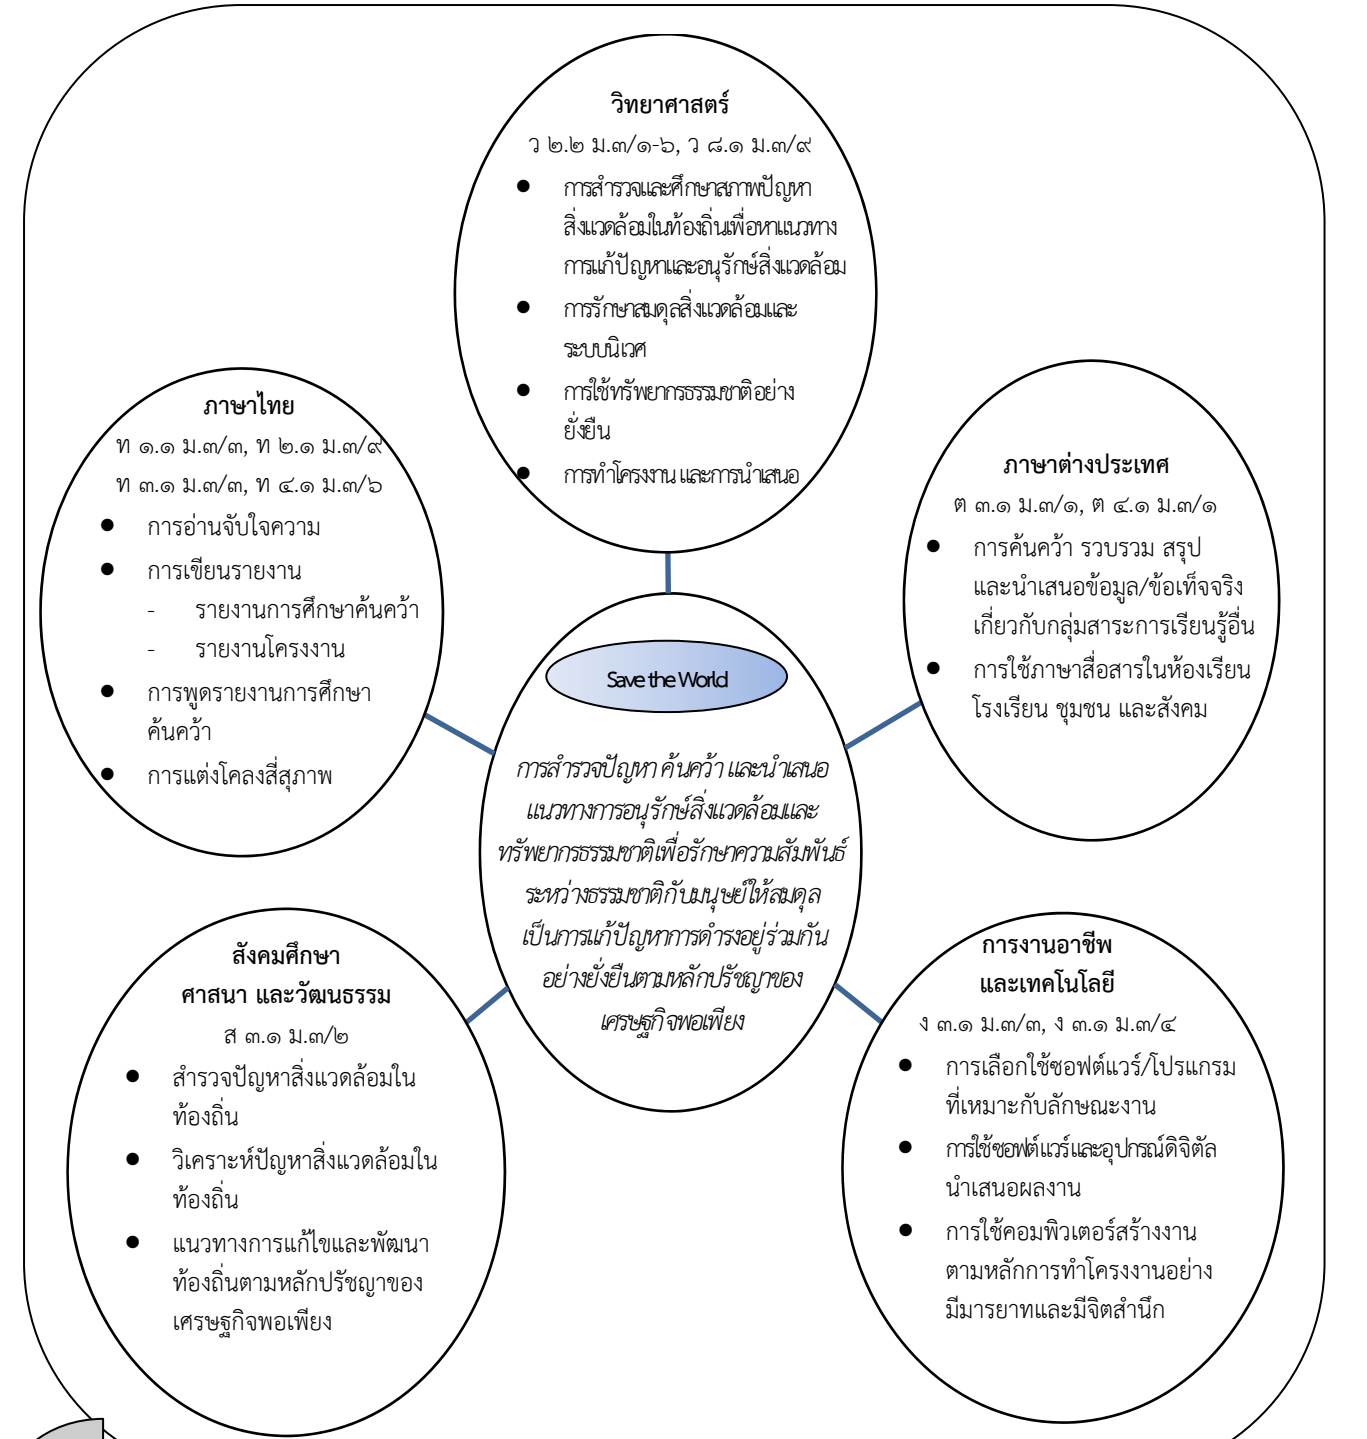 วิทยาศาสตร์
ว ๒.๒ ม.๓/๑-๖, ว ๘.๑ ม.๓/๙
● การสำรวจและศึกษาสภาพปัญหา
สิ่งแวดล้อมในท้องถิ่นเพื่อหาแนวทาง
การแก้ปัญหาและอนุรักษ์สิ่งแวดล้อม
● การรักษาสมดุลสิ่งแวดล้อมและ
ระบบนิเวศ
● การใช้ทรัพยากรธรรมชาติอย่าง
ยั่งยืน
● การทำโครงงาน และการนำเสนอ
ภาษาไทย
ท ๑.๑ ม.๓/๓, ท ๒.๑ ม.๓/๙
ท ๓.๑ ม.๓/๓, ท ๔.๑ ม.๓/๖
● การอ่านจับใจความ
● การเขียนรายงาน
- รายงานการศึกษาค้นคว้า
- รายงานโครงงาน
● การพูดรายงานการศึกษา
ค้นคว้า
● การแต่งโคลงสี่สุภาพ
ภาษาต่างประเทศ
ต ๓.๑ ม.๓/๑, ต ๔.๑ ม.๓/๑
● การค้นคว้า รวบรวม สรุป
และนำเสนอข้อมูล/ข้อเท็จจริง
เกี่ยวกับกลุ่มสาระการเรียนรู้อื่น
● การใช้ภาษาสื่อสารในห้องเรียน
โรงเรียน ชุมชน และสังคม
Save the World
การสำรวจปัญหา ค้นคว้า และนำเสนอ
แนวทางการอนุรักษ์สิ่งแวดล้อมและ
ทรัพยากรธรรมชาติเพื่อรักษาความสัมพันธ์
ระหว่างธรรมชาติกับมนุษย์ให้สมดุล
เป็นการแก้ปัญหาการดำรงอยู่ร่วมกัน
อย่างยั่งยืนตามหลักปรัชญาของ
เศรษฐกิจพอเพียง
สังคมศึกษา
ศาสนา และวัฒนธรรม
ส ๓.๑ ม.๓/๒
● สำรวจปัญหาสิ่งแวดล้อมใน
ท้องถิ่น
● วิเคราะห์ปัญหาสิ่งแวดล้อมใน
ท้องถิ่น
● แนวทางการแก้ไขและพัฒนา
ท้องถิ่นตามหลักปรัชญาของ
เศรษฐกิจพอเพียง
การงานอาชีพ
และเทคโนโลยี
ง ๓.๑ ม.๓/๓, ง ๓.๑ ม.๓/๔
● การเลือกใช้ซอฟต์แวร์/โปรแกรม
ที่เหมาะกับลักษณะงาน
● การใช้ซอฟต์แวร์และอุปกรณ์ดิจิตัล
นำเสนอผลงาน
● การใช้คอมพิวเตอร์สร้างงาน
ตามหลักการทำโครงงานอย่าง
มีมารยาทและมีจิตสำนึก